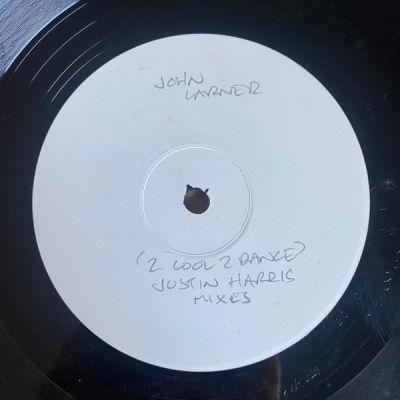 JOHN
LARNER
(2 COOL 2 DANCE)
JUSTIN HARRIS
MIXES